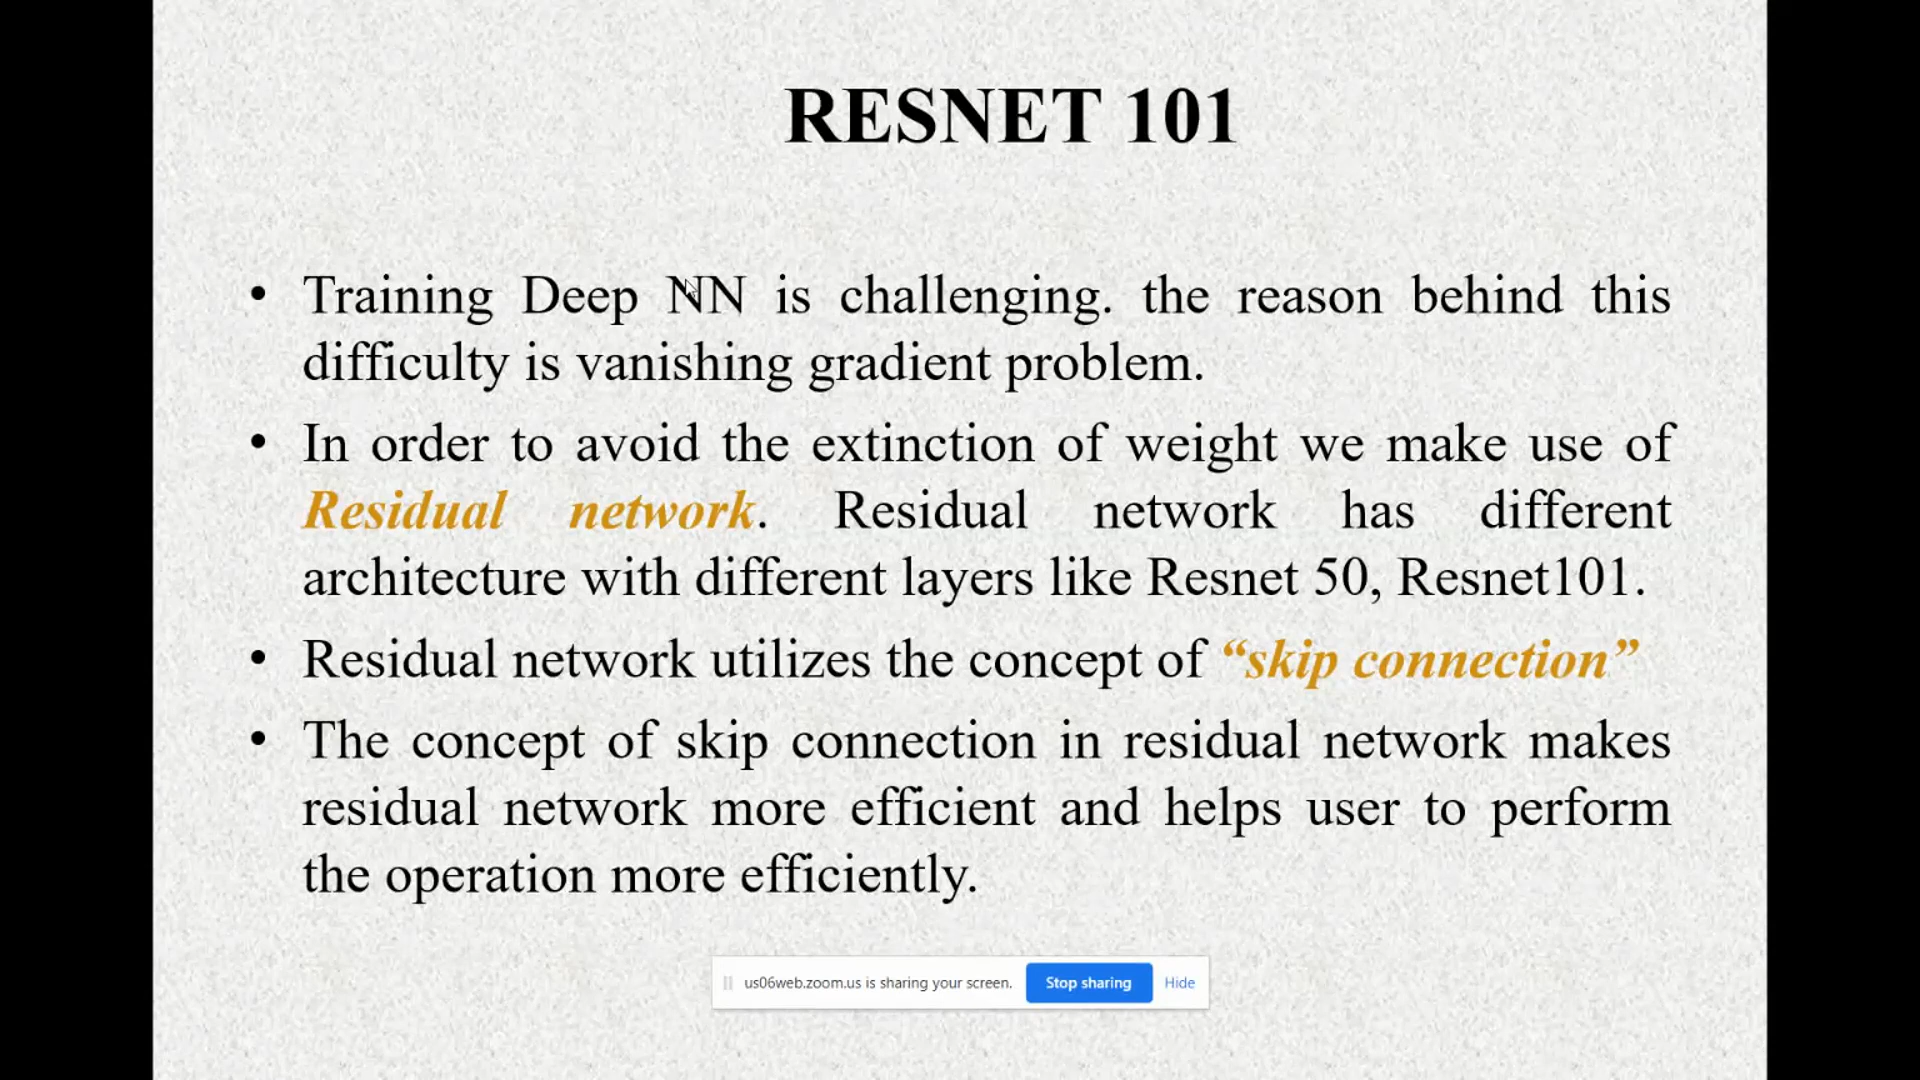 RESNET 101
• Training Deep NN is challenging. the reason behind this
difficulty is vanishing gradient problem.
• In order to avoid the extinction of weight we make use of
Residual network. Residual network has different
architecture with different layers like Resnet 50, Resnet101.
• Residual network utilizes the concept of “skip connection”
• The concept of skip connection in residual network makes
residual network more efficient and helps user to perform
the operation more efficiently.
us06web.zoom.us is sharing your screen. Stop sharing Hide